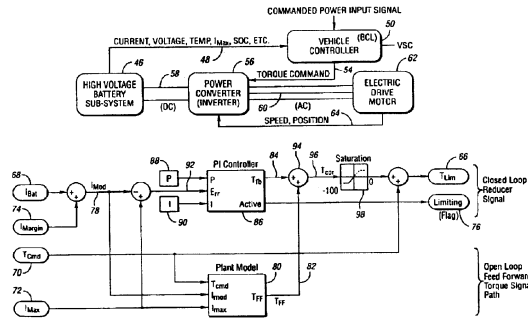 COMMANDED POWER INPUT SIGNAL
50
CURRENT, VOLTAGE, TEMP, IMax, SOC, ETC.
VEHICLE CONTROLLER (BCL)
VSC
48
46
58
56
TORQUE COMMAND
54
62
HIGH VOLTAGE BATTERY SUB-SYSTEM
POWER CONVERTER (INVERTER)
ELECTRIC DRIVE MOTOR
(DC)
60
(AC)
64
SPEED, POSITION
68
IBat
74
IMargin
+
+
IMod
78
-
+
92
88
P
I
90
PI Controller
P
Err
I
Tfb
Active
86
84
94
+
+
96
Tcor
Saturation
-100
0
98
+
+
66
TLim
Limiting
(Flag)
76
Closed Loop Reducer Signal
TCmd
70
72
IMax
Plant Model
80
Tcmd
Imod
Imax
TFF
TFF
82
Open Loop Feed Forward Torque Signal Path